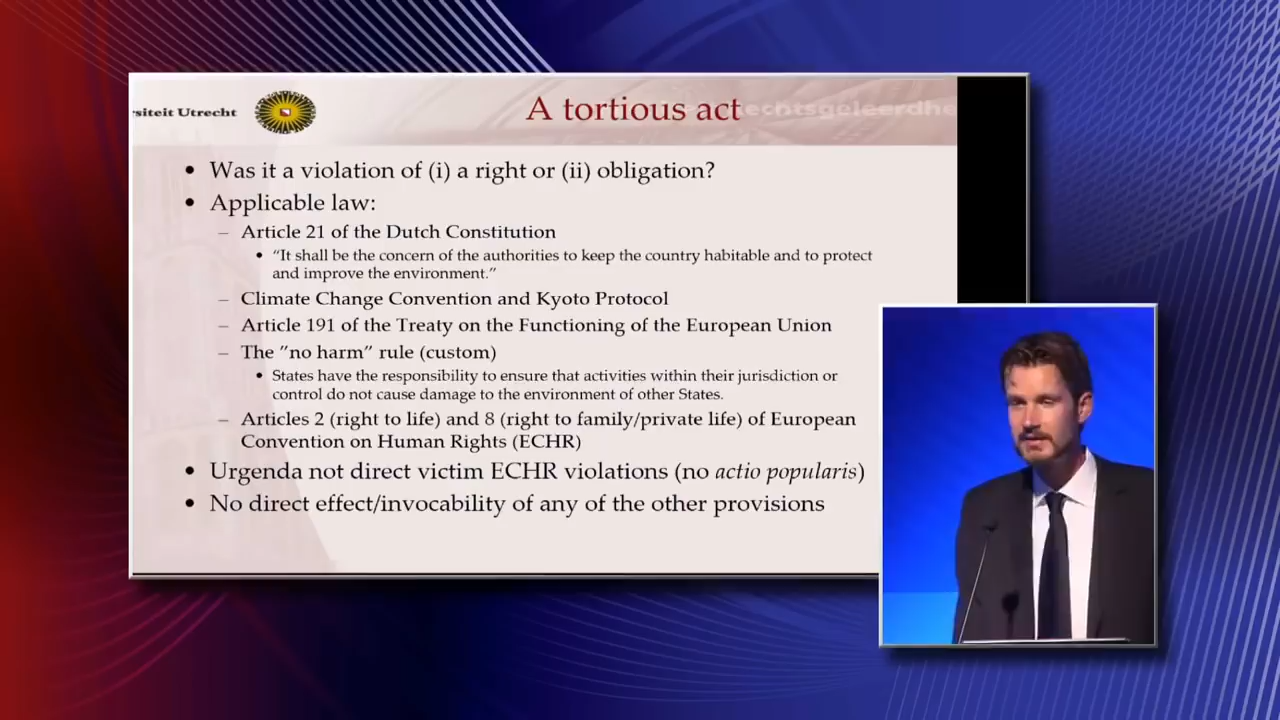 siteit Utrecht
A tortious act
echtsgeleerdhe
• Was it a violation of (i) a right or (ii) obligation?
• Applicable law:
– Article 21 of the Dutch Constitution
• “It shall be the concern of the authorities to keep the country habitable and to protect
and improve the environment.”
– Climate Change Convention and Kyoto Protocol
– Article 191 of the Treaty on the Functioning of the European Union
– The ”no harm” rule (custom)
• States have the responsibility to ensure that activities within their jurisdiction or
control do not cause damage to the environment of other States.
– Articles 2 (right to life) and 8 (right to family/private life) of European
Convention on Human Rights (ECHR)
• Urgenda not direct victim ECHR violations (no actio popularis)
• No direct effect/invocability of any of the other provisions